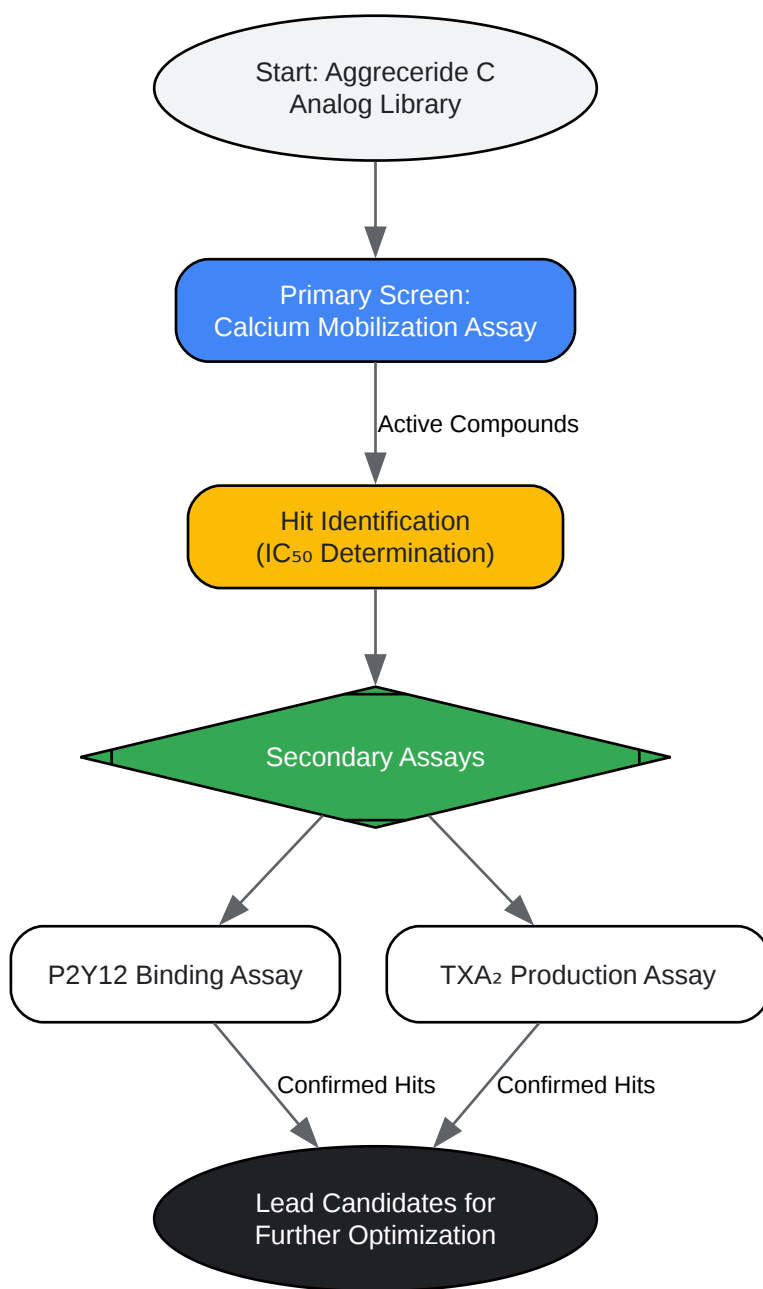 Start: Aggreceride C
Analog Library
Primary Screen:
Calcium Mobilization Assay
Active Compounds
Hit Identification
(IC₅₀ Determination)
Secondary Assays
P2Y12 Binding Assay
TXA₂ Production Assay
Confirmed Hits
Confirmed Hits
Lead Candidates for
Further Optimization